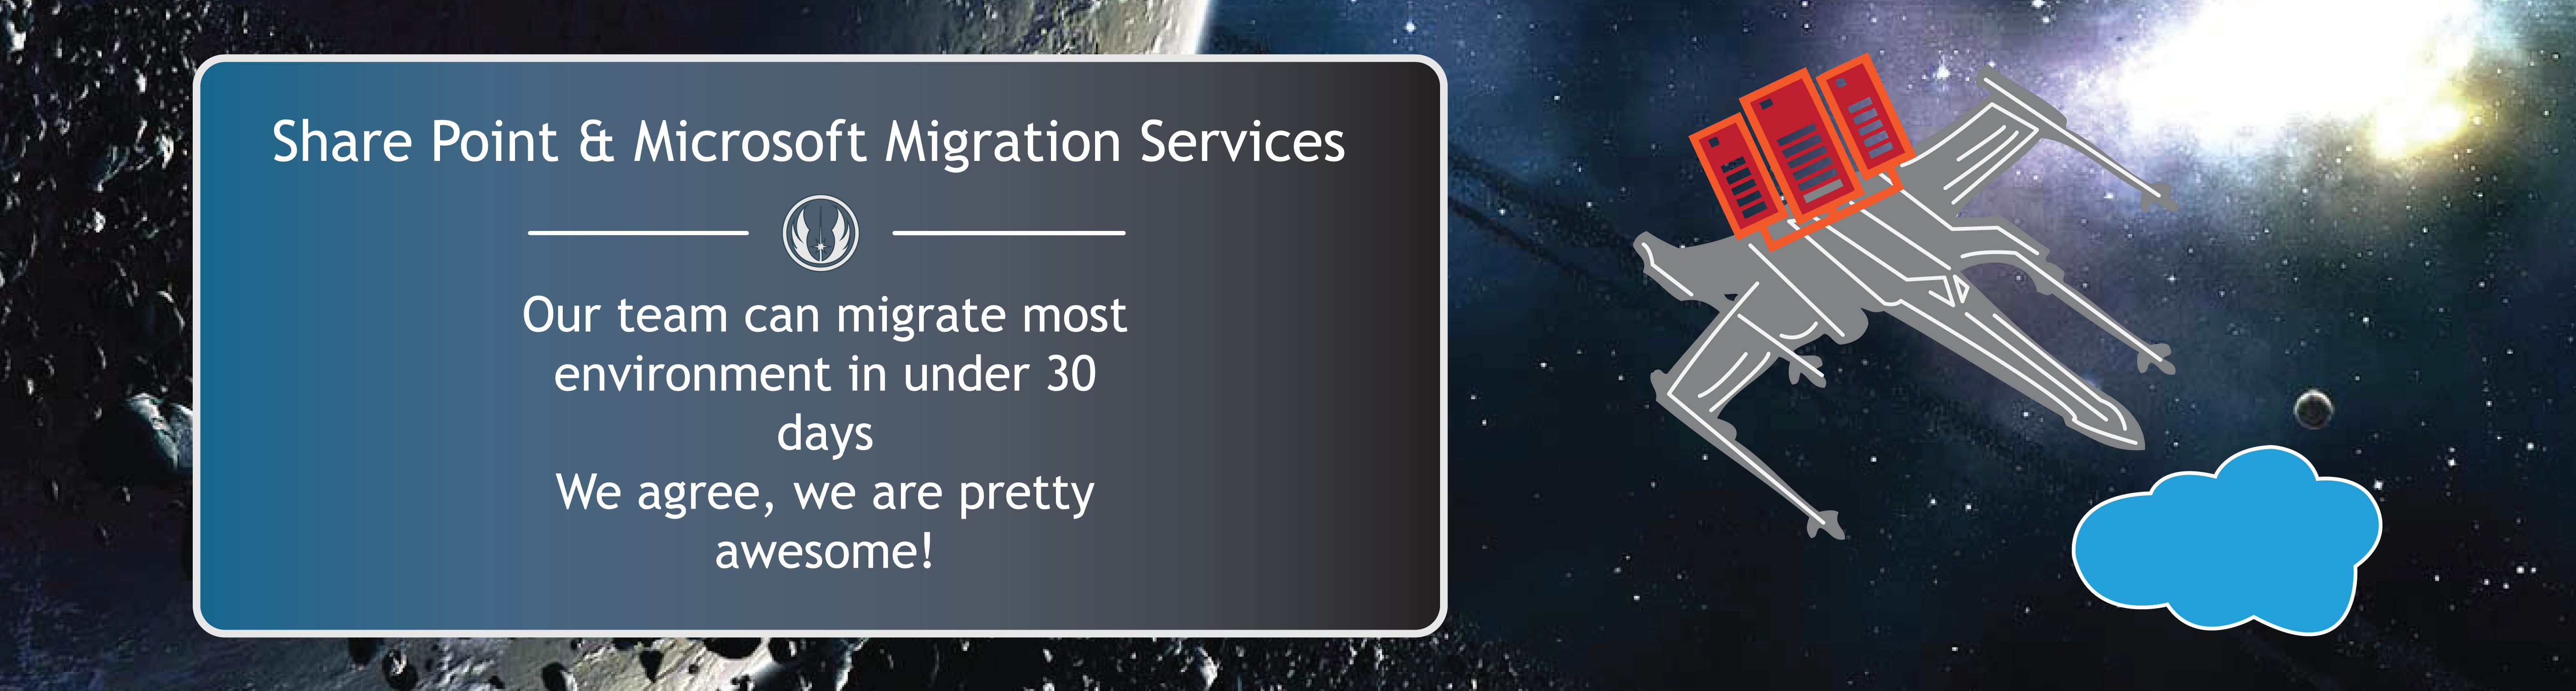 Share Point & Microsoft Migration Services
Our team can migrate most
environment in under 30
days
We agree, we are pretty
awesome!